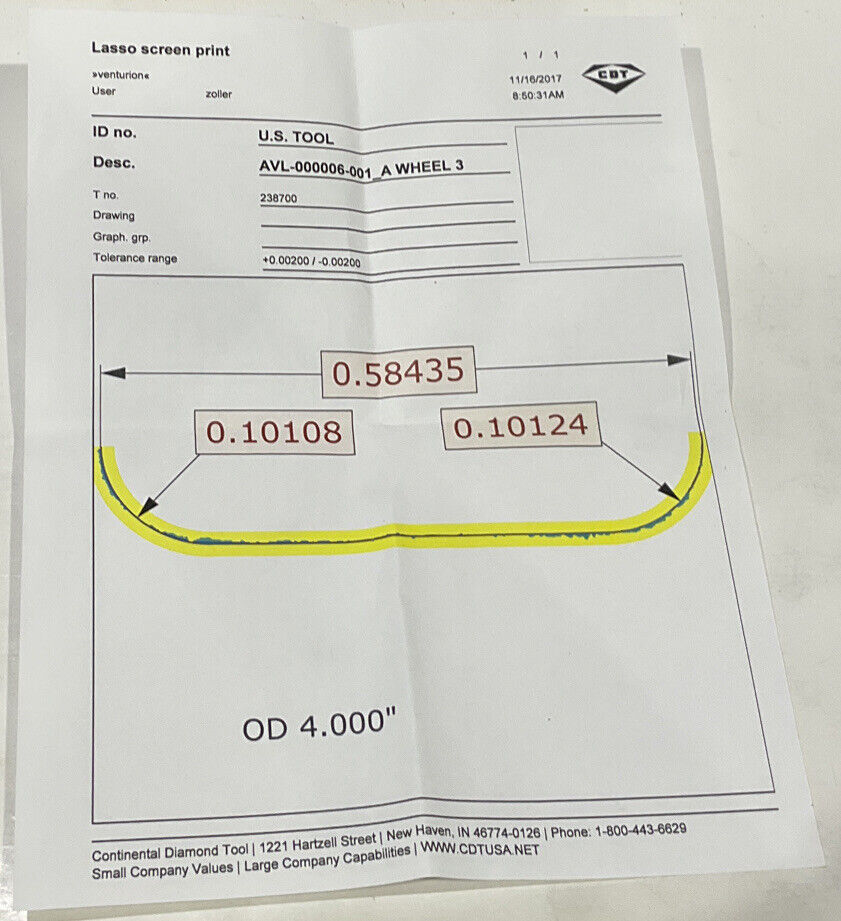 Lasso screen print
1 / 1
»venturion«
11/16/2017
CDT
User zoller
8:50:31AM
ID no. U.S. TOOL
Desc. AVL-000006-001_A WHEEL 3
T no. 238700
Drawing
Graph. grp.
Tolerance range +0.00200 / -0.00200
0.58435
0.10108 0.10124
OD 4.000"
Continental Diamond Tool | 1221 Hartzell Street | New Haven, IN 46774-0126 | Phone: 1-800-443-6629
Small Company Values | Large Company Capabilities | WWW.CDTUSA.NET